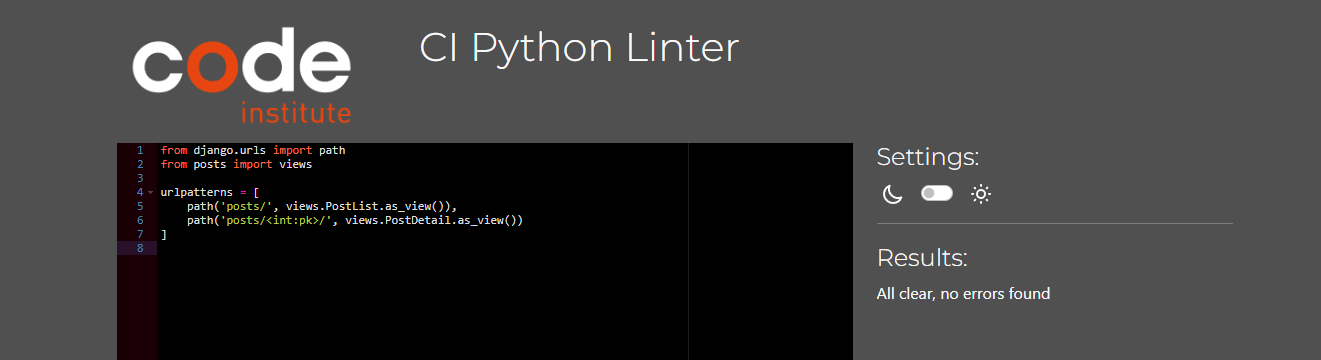 code
institute
CI Python Linter
1 from django.urls import path
2 from posts import views
3
4 urlpatterns = [
5     path('posts/', views.PostList.as_view()),
6     path('posts/<int:pk>/', views.PostDetail.as_view())
7 ]
8
Settings:
Results:
All clear, no errors found